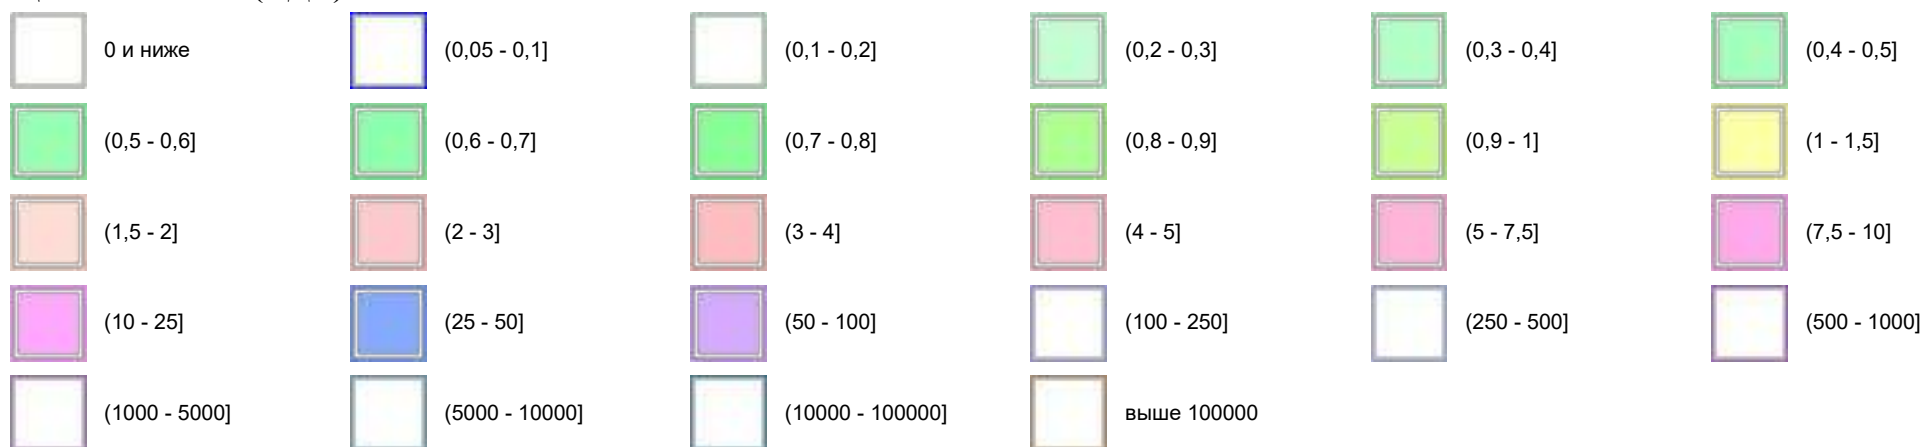 0 и ниже (0,05 - 0,1] (0,1 - 0,2] (0,2 - 0,3] (0,3 - 0,4] (0,4 - 0,5]
(0,5 - 0,6] (0,6 - 0,7] (0,7 - 0,8] (0,8 - 0,9] (0,9 - 1] (1 - 1,5]
(1,5 - 2] (2 - 3] (3 - 4] (4 - 5] (5 - 7,5] (7,5 - 10]
(10 - 25] (25 - 50] (50 - 100] (100 - 250] (250 - 500] (500 - 1000]
(1000 - 5000] (5000 - 10000] (10000 - 100000] выше 100000